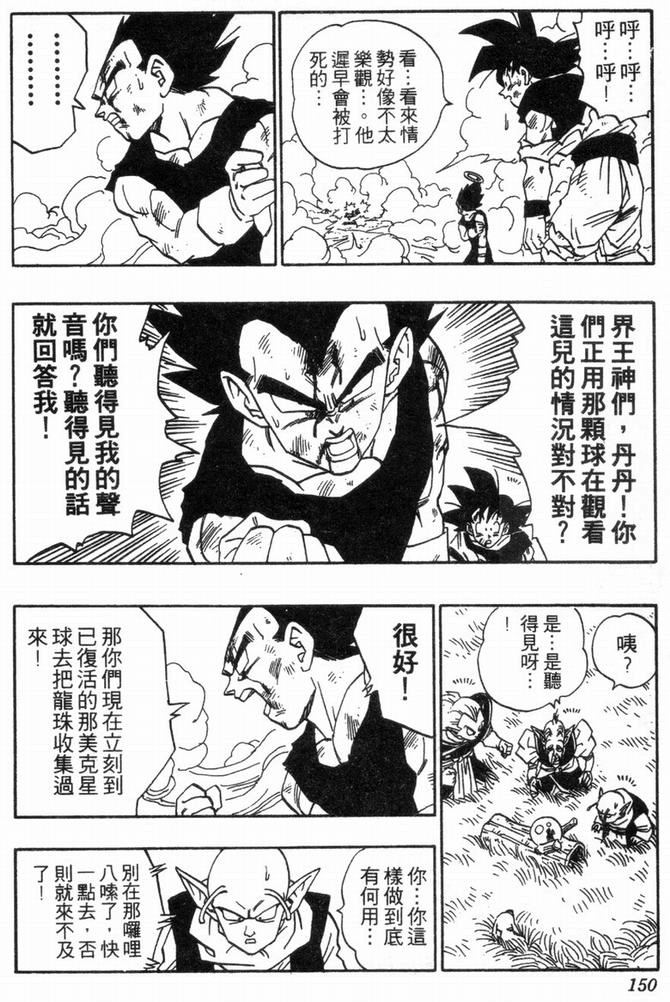 呼…呼…
呼…呼！
看…看來情
勢好像不太
樂觀…。他
遲早會被打
死的…
………
界王神們，丹丹！你
們正用那顆球在觀看
這兒的情況對不對？
你們聽得見我的聲
音嗎？聽得見的話
就回答我！
咦？
是…是聽
得見呀…
！
很好！
那你們現在立刻到
已復活的那美克星
球去把龍珠收集過
來！
你…你這
樣做到底
有何用…
別在那囉哩
八嗦了，快
一點去，否
則就來不及
了！
150